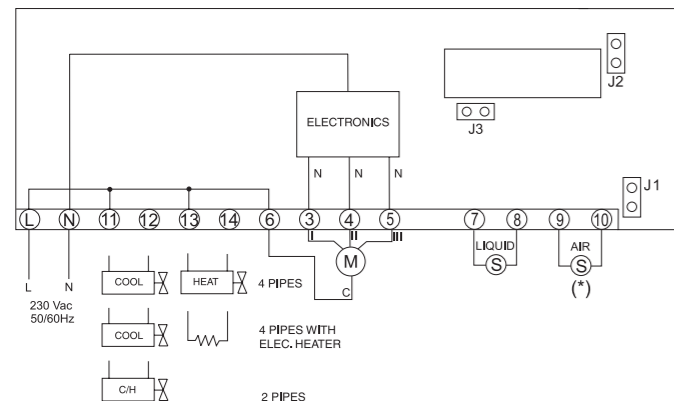 J2
ELECTRONICS
J3
N N N
J1
L N 11 12 13 14 6 3 4 5 7 8 9 10
I II III
LIQUID AIR
M S S
(*)
L N COOL HEAT 4 PIPES C
230 Vac
50/60Hz
COOL 4 PIPES WITH
ELEC. HEATER
C/H 2 PIPES